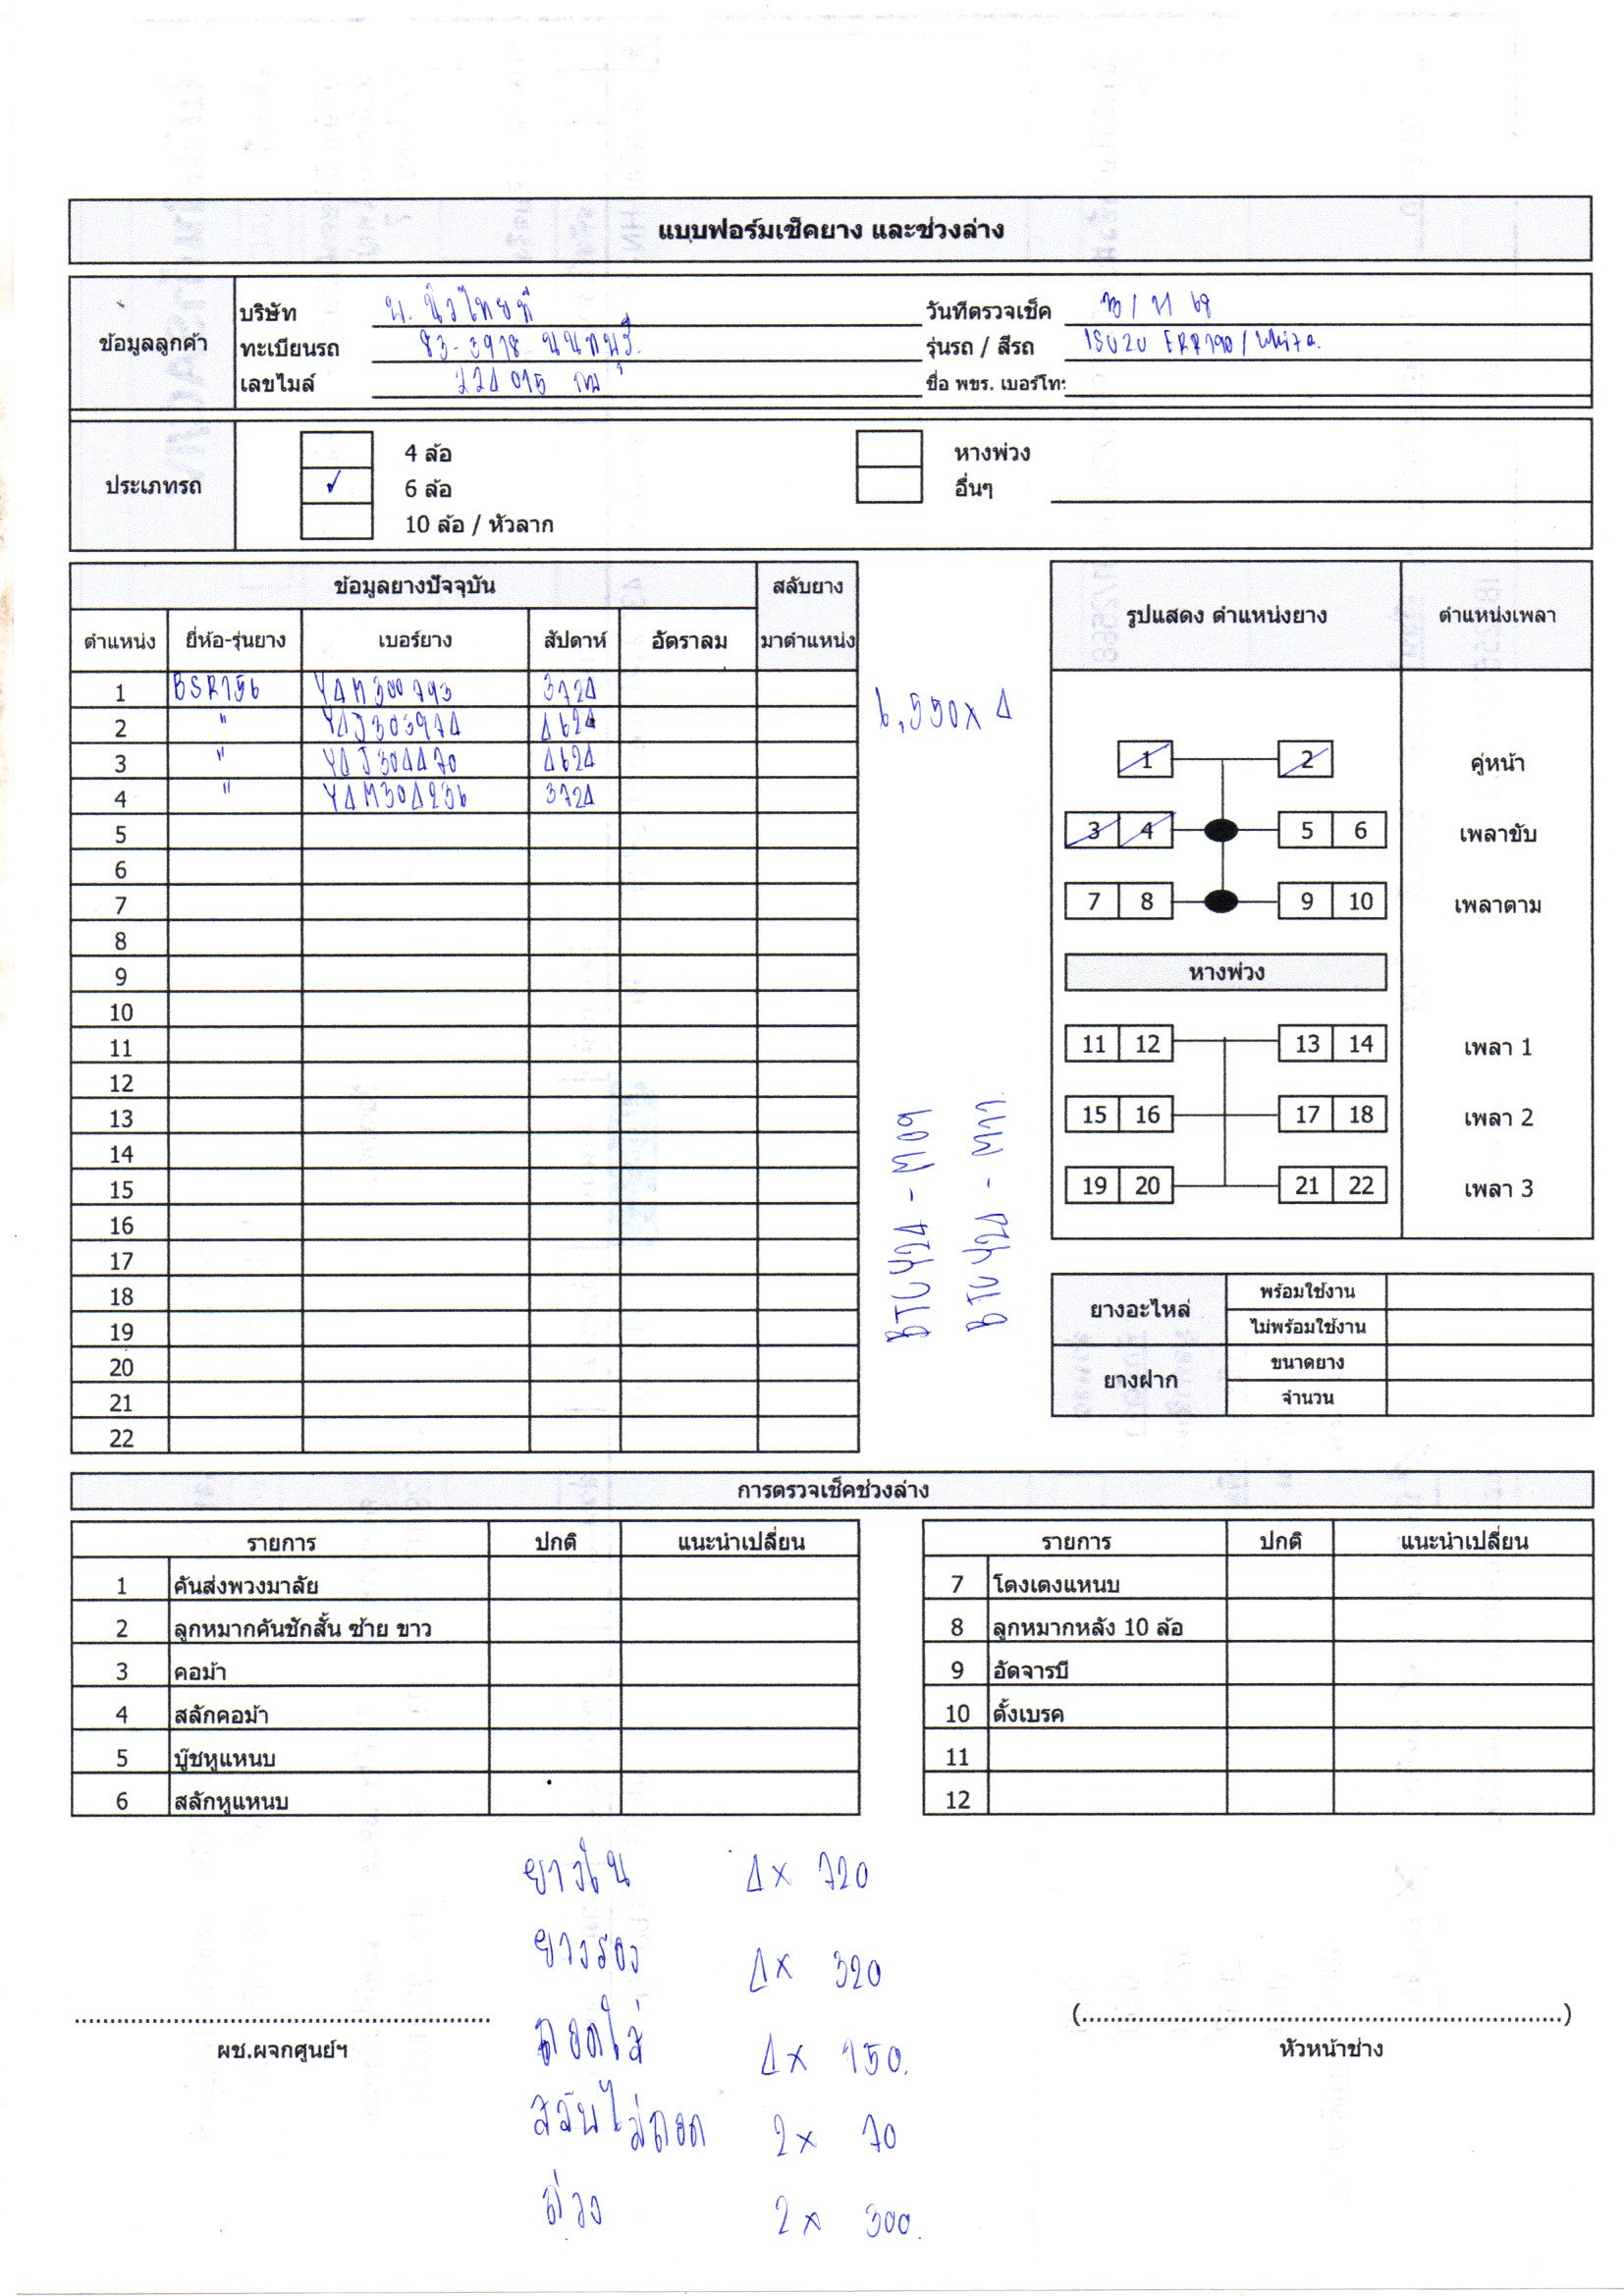 แบบฟอร์มเช็คยาง และช่วงล่าง
ข้อมูลลูกค้า
บริษัท บ. นิวไทยที วันที่ตรวจเช็ค 10/11/68
ทะเบียนรถ 83-3918 นนทบุรี. รุ่นรถ / สีรถ ISUZU FRR190/White.
เลขไมล์ 224015 กม ชื่อ พขร. เบอร์โทร:
ประเภทรถ
4 ล้อ หางพ่วง
✓ 6 ล้อ อื่นๆ
10 ล้อ / หัวลาก
ข้อมูลยางปัจจุบัน สลับยาง
ตำแหน่ง ยี่ห้อ-รุ่นยาง เบอร์ยาง สัปดาห์ อัตราลม มาตำแหน่ง
1 BSR156 Y4M300793 3724
2 " Y4J303974 4624
3 " Y4J304470 4624
4 " Y4M304236 3724
5
6
7
8
9
10
11
12
13
14
15
16
17
18
19
20
21
22
6,550x4
BTU424-M09
BTU424-M11.
รูปแสดง ตำแหน่งยาง ตำแหน่งเพลา
1 2 คู่หน้า
3 4 5 6 เพลาขับ
7 8 9 10 เพลาตาม
หางพ่วง
11 12 13 14 เพลา 1
15 16 17 18 เพลา 2
19 20 21 22 เพลา 3
ยางอะไหล่ พร้อมใช้งาน
ไม่พร้อมใช้งาน
ยางฝาก ขนาดยาง
จำนวน
การตรวจเช็คช่วงล่าง
รายการ ปกติ แนะนำเปลี่ยน รายการ ปกติ แนะนำเปลี่ยน
1 คันส่งพวงมาลัย 7 โตงเตงแหนบ
2 ลูกหมากคันชักสั้น ซ้าย ขาว 8 ลูกหมากหลัง 10 ล้อ
3 คอม้า 9 อัดจารบี
4 สลักคอม้า 10 ตั้งเบรค
5 บู๊ชหูแหนบ 11
6 สลักหูแหนบ 12
ยางใน 4x 720
ยางรอง 4x 320
ถอดใส่ 4x 150.
สลับไม่ถอด 2x 70
ถ่วง 2x 300.
ผช.ผจกศูนย์ฯ
(....................)
หัวหน้าช่าง